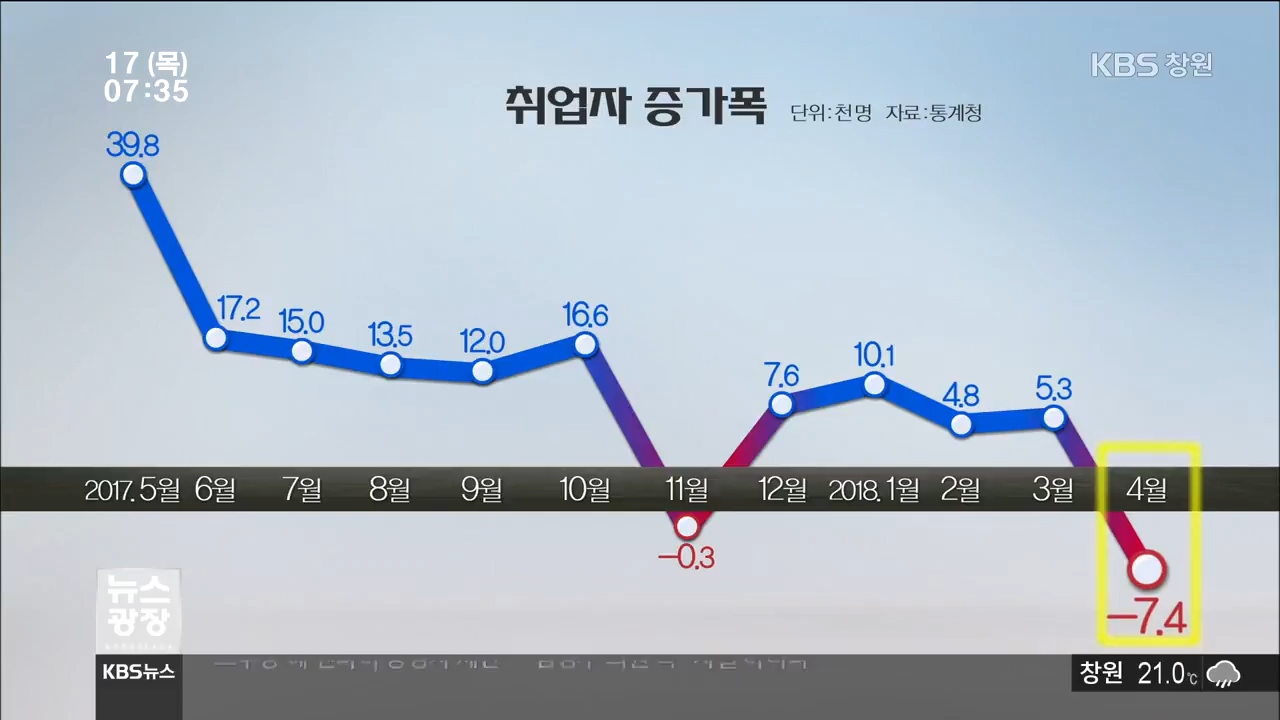 17 (목)
07:35
KBS 창원
취업자 증가폭 단위:천명 자료:통계청
39.8
17.2
15.0
13.5
12.0
16.6
-0.3
7.6
10.1
4.8
5.3
-7.4
2017. 5월 6월 7월 8월 9월 10월 11월 12월 2018. 1월 2월 3월 4월
뉴스
광장
KBS뉴스
창원 21.0℃